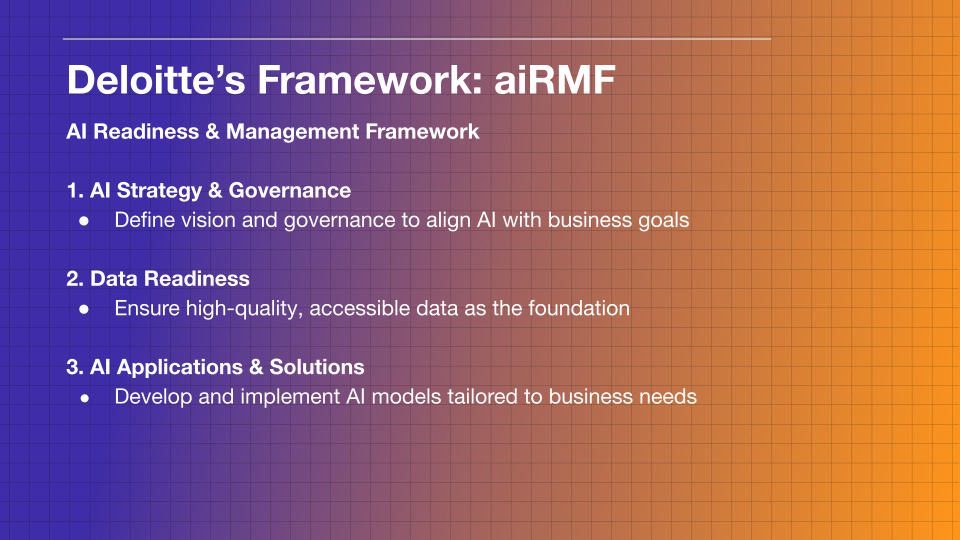 Deloitte’s Framework: aiRMF
AI Readiness & Management Framework
1. AI Strategy & Governance
● Define vision and governance to align AI with business goals
2. Data Readiness
● Ensure high-quality, accessible data as the foundation
3. AI Applications & Solutions
● Develop and implement AI models tailored to business needs